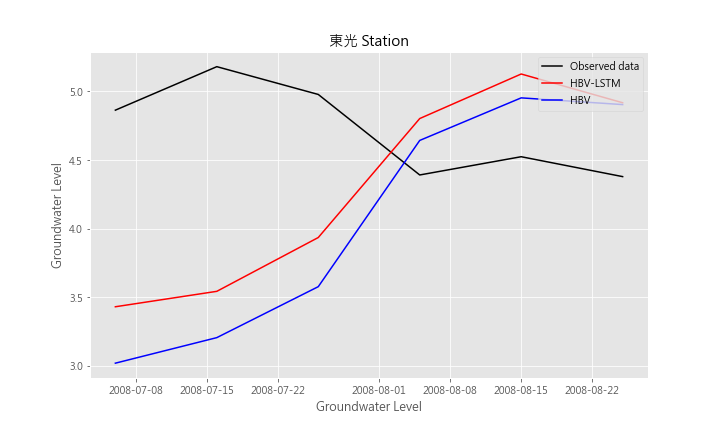 東光 Station
Observed data
HBV-LSTM
HBV
Groundwater Level
5.0
4.5
4.0
3.5
3.0
2008-07-08
2008-07-15
2008-07-22
2008-08-01
2008-08-08
2008-08-15
2008-08-22
Groundwater Level